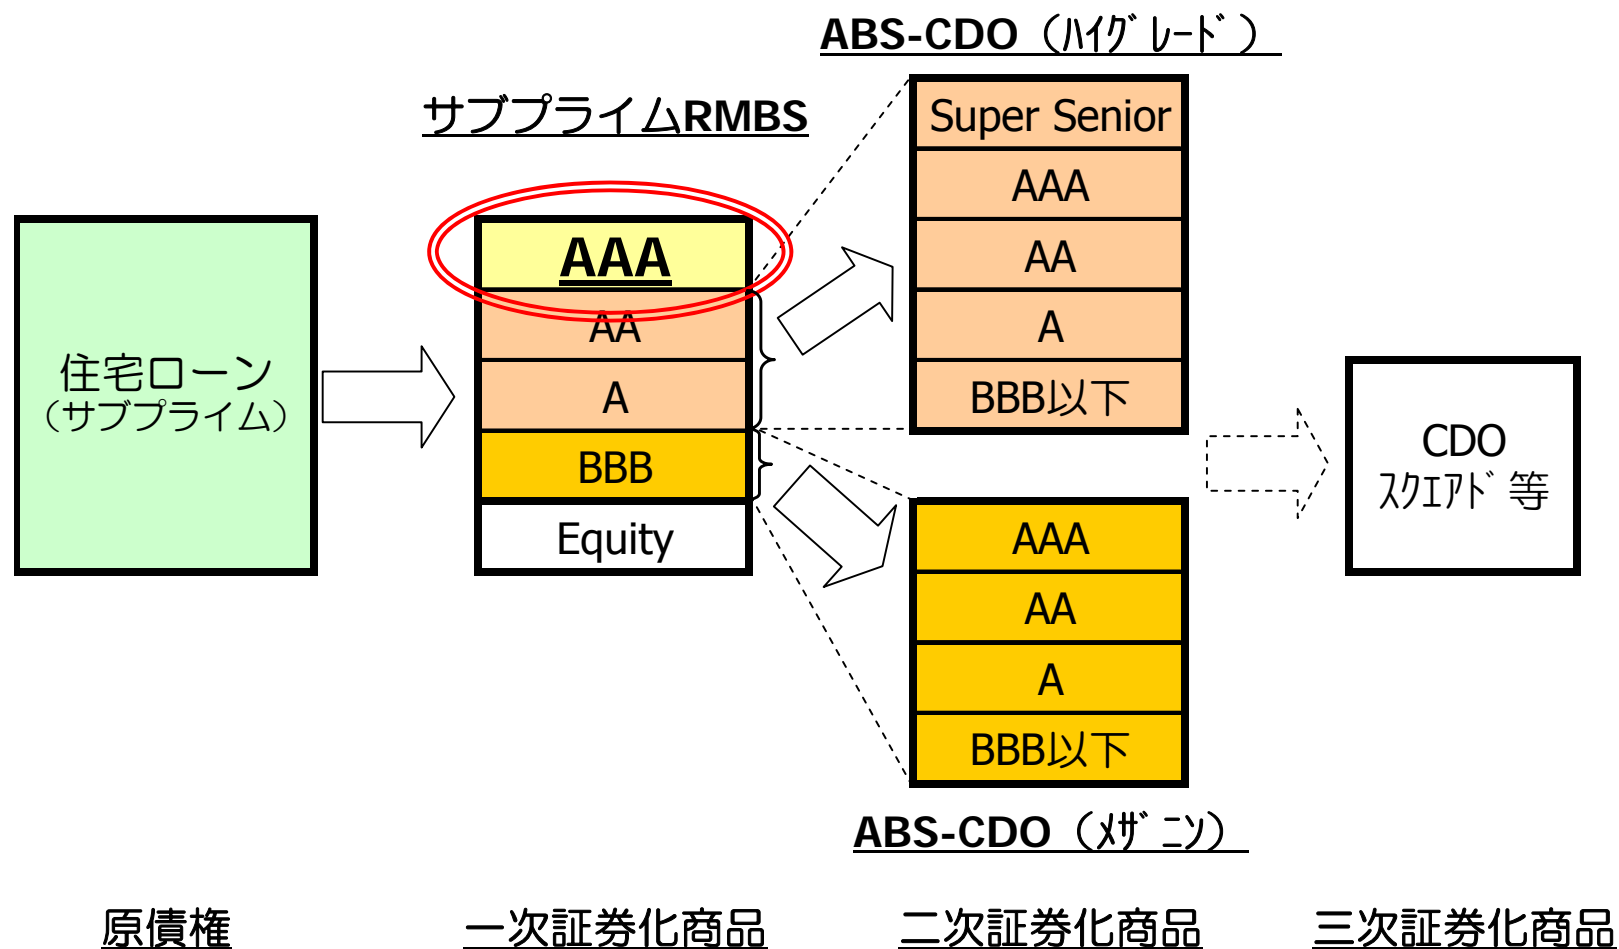 ABS-CDO（ﾊｲｸﾞﾚｰﾄﾞ）
サブプライムRMBS
Super Senior
AAA
AA
A
BBB以下
AAA
AA
A
BBB
Equity
住宅ローン
（サブプライム）
CDO
ｽｸｴｱﾄﾞ等
AAA
AA
A
BBB以下
ABS-CDO（ﾒｻﾞﾆﾝ）
原債権
一次証券化商品
二次証券化商品
三次証券化商品